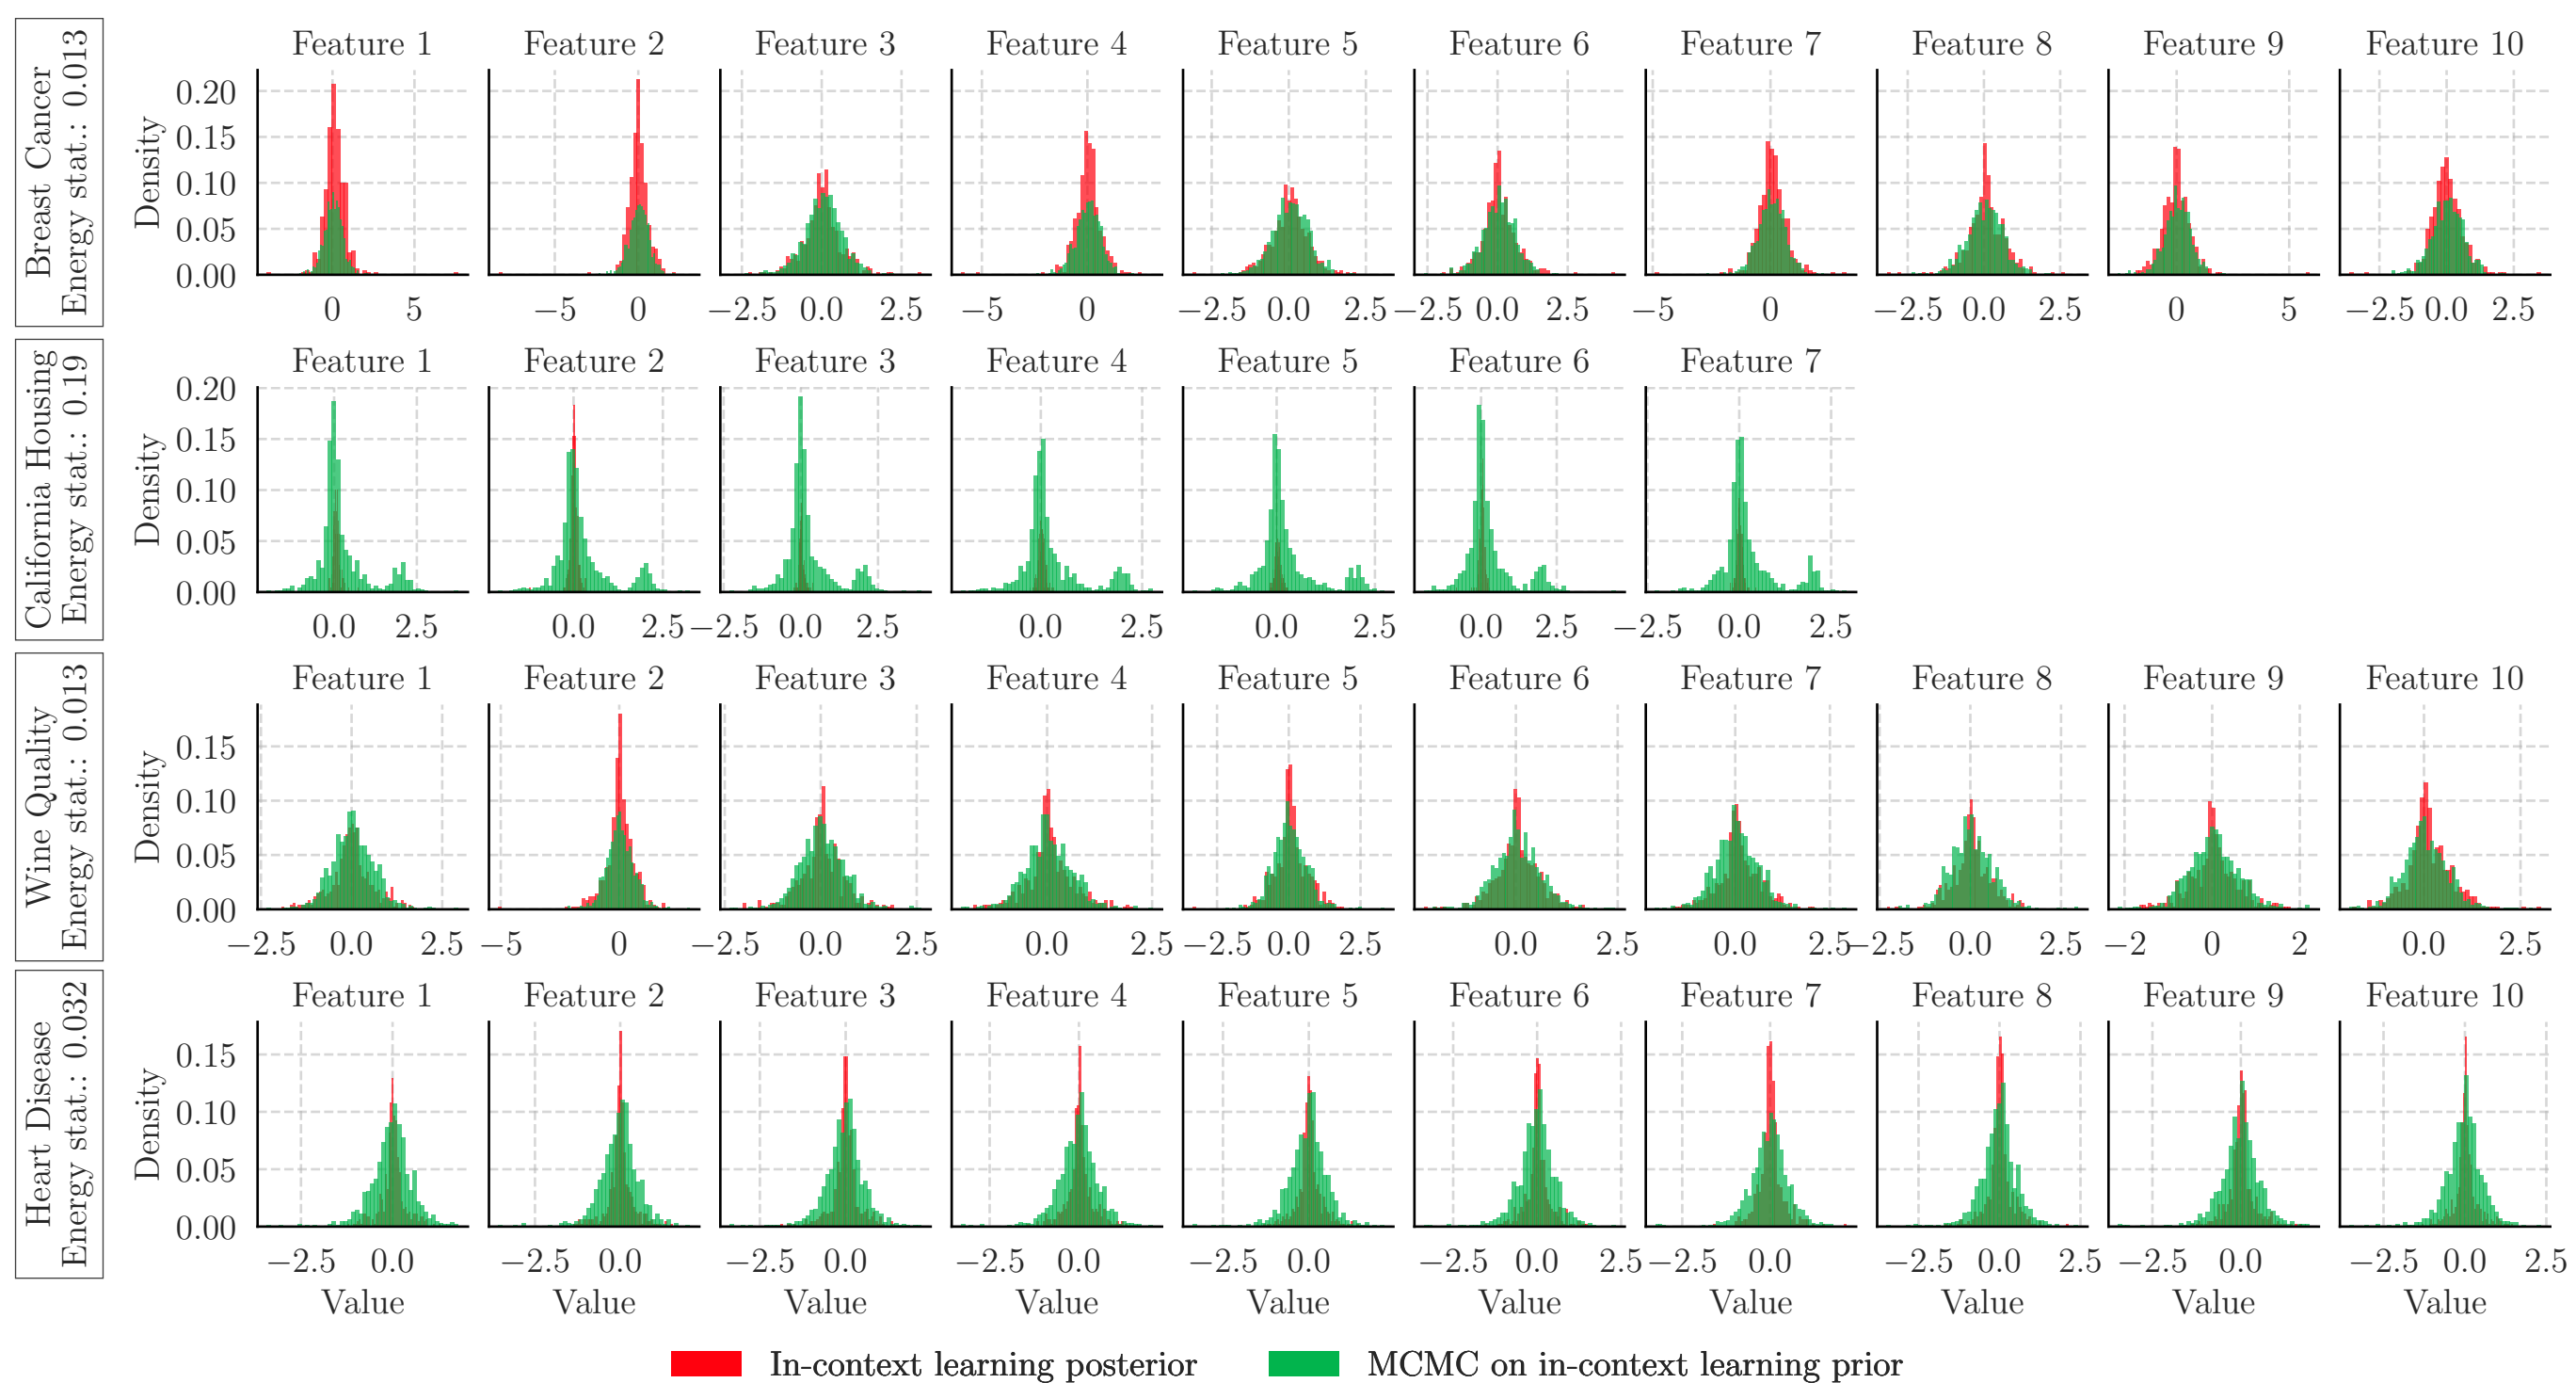 Breast Cancer
Energy stat.: 0.013
Feature 1 Feature 2 Feature 3 Feature 4 Feature 5 Feature 6 Feature 7 Feature 8 Feature 9 Feature 10
Density
0.20
0.15
0.10
0.05
0.00
0 5 −5 0 −2.5 0.0 2.5 −5 0 −2.5 0.0 2.5 −2.5 0.0 2.5 −5 0 −2.5 0.0 2.5 0 5 −2.5 0.0 2.5
California Housing
Energy stat.: 0.19
Feature 1 Feature 2 Feature 3 Feature 4 Feature 5 Feature 6 Feature 7
Density
0.20
0.15
0.10
0.05
0.00
0.0 2.5 0.0 2.5 −2.5 0.0 2.5 0.0 2.5 0.0 2.5 0.0 2.5 −2.5 0.0 2.5
Wine Quality
Energy stat.: 0.013
Feature 1 Feature 2 Feature 3 Feature 4 Feature 5 Feature 6 Feature 7 Feature 8 Feature 9 Feature 10
Density
0.15
0.10
0.05
0.00
−2.5 0.0 2.5 −5 0 −2.5 0.0 2.5 0.0 2.5 −2.5 0.0 2.5 0.0 2.5 0.0 2.5 −2.5 0.0 2.5 −2 0 2 0.0 2.5
Heart Disease
Energy stat.: 0.032
Feature 1 Feature 2 Feature 3 Feature 4 Feature 5 Feature 6 Feature 7 Feature 8 Feature 9 Feature 10
Density
0.15
0.10
0.05
0.00
−2.5 0.0 −2.5 0.0 −2.5 0.0 −2.5 0.0 −2.5 0.0 −2.5 0.0 2.5 −2.5 0.0 −2.5 0.0 2.5 −2.5 0.0 −2.5 0.0 2.5
Value Value Value Value Value Value Value Value Value Value
In-context learning posterior MCMC on in-context learning prior